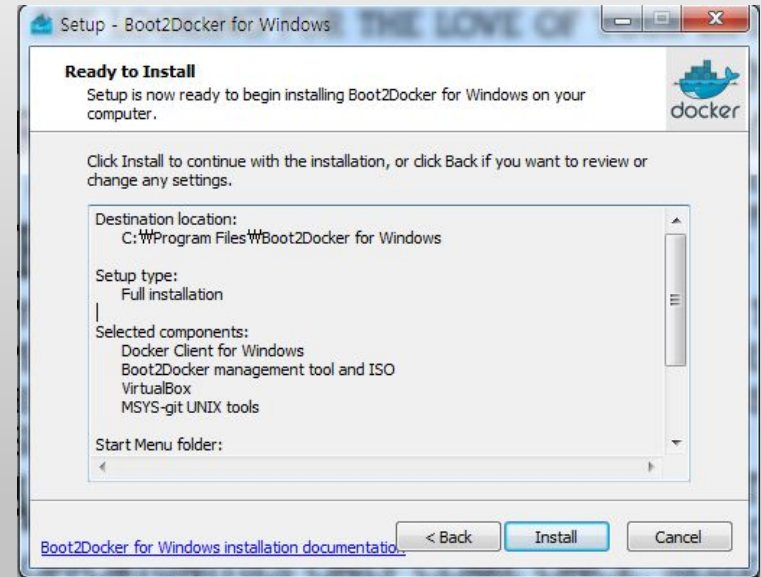 Setup - Boot2Docker for Windows
THE LOVE OF
Ready to Install
Setup is now ready to begin installing Boot2Docker for Windows on your
computer.
docker
Click Install to continue with the installation, or click Back if you want to review or
change any settings.
Destination location:
C:₩Program Files₩Boot2Docker for Windows
Setup type:
Full installation
Selected components:
Docker Client for Windows
Boot2Docker management tool and ISO
VirtualBox
MSYS-git UNIX tools
Start Menu folder:
Boot2Docker for Windows installation documentation
< Back
Install
Cancel